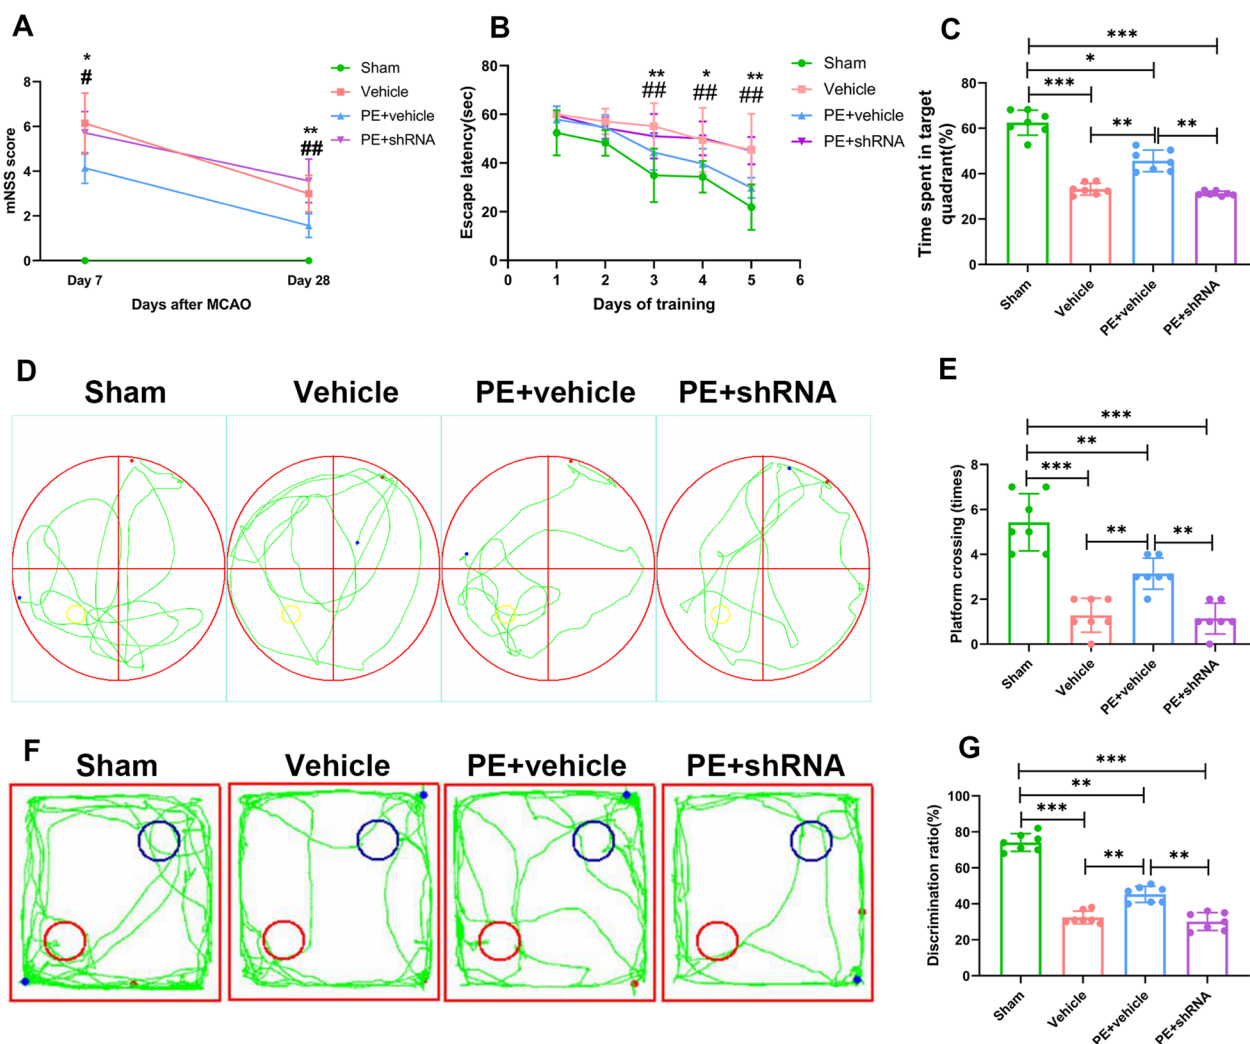 A
mNSS score
8
6
4
2
0
*
#
**
##
Day 7
Day 28
Days after MCAO
Sham
Vehicle
PE+vehicle
PE+shRNA
B
Escape latency(sec)
80
60
40
20
0
**
##
*
##
**
##
0
1
2
3
4
5
6
Days of training
Sham
Vehicle
PE+vehicle
PE+shRNA
C
Time spent in target
quadrant(%)
80
60
40
20
0
***
*
***
**
**
Sham
Vehicle
PE+vehicle
PE+shRNA
D
Sham
Vehicle
PE+vehicle
PE+shRNA
E
Platform crossing (times)
8
6
4
2
0
***
**
***
**
**
Sham
Vehicle
PE+vehicle
PE+shRNA
F
Sham
Vehicle
PE+vehicle
PE+shRNA
G
Discrimination ratio(%)
100
80
60
40
20
0
***
**
***
**
**
Sham
Vehicle
PE+vehicle
PE+shRNA